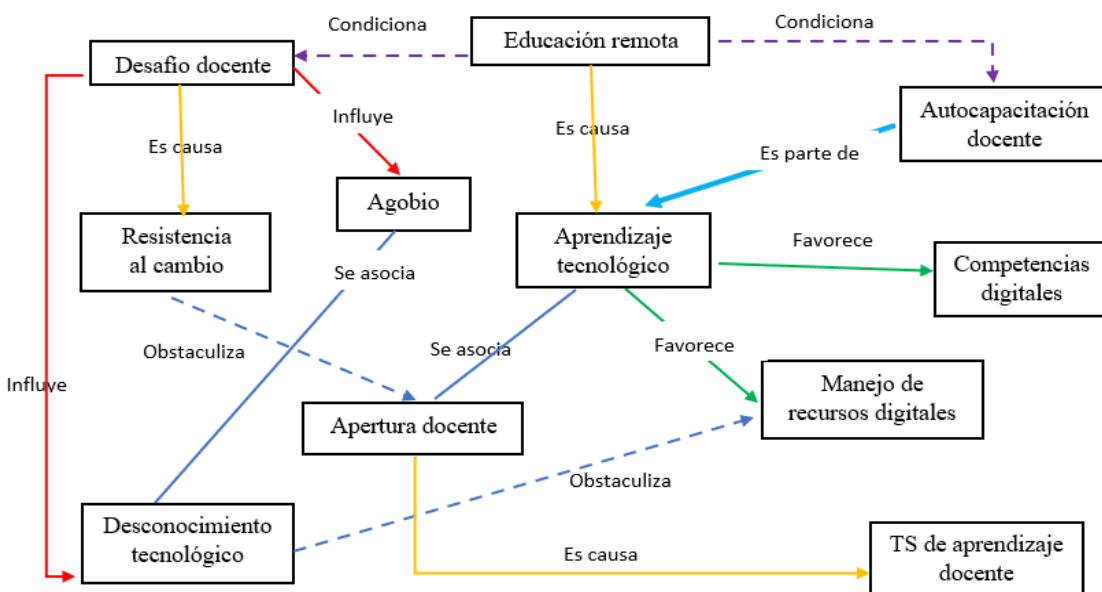 Condiciona
Educación remota
Condiciona
Desafío docente
Influye
Es causa
Es causa
Autocapacitación
docente
Es parte de
Agobio
Resistencia
al cambio
Aprendizaje
tecnológico
Favorece
Competencias
digitales
Se asocia
Obstaculiza
Se asocia
Favorece
Influye
Manejo de
recursos digitales
Apertura docente
Obstaculiza
Desconocimiento
tecnológico
Es causa
TS de aprendizaje
docente